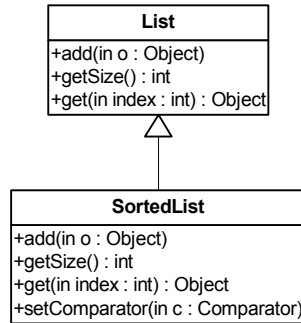 List
+add(in o : Object)
+getSize() : int
+get(in index : int) : Object
SortedList
+add(in o : Object)
+getSize() : int
+get(in index : int) : Object
+setComparator(in c : Comparator)